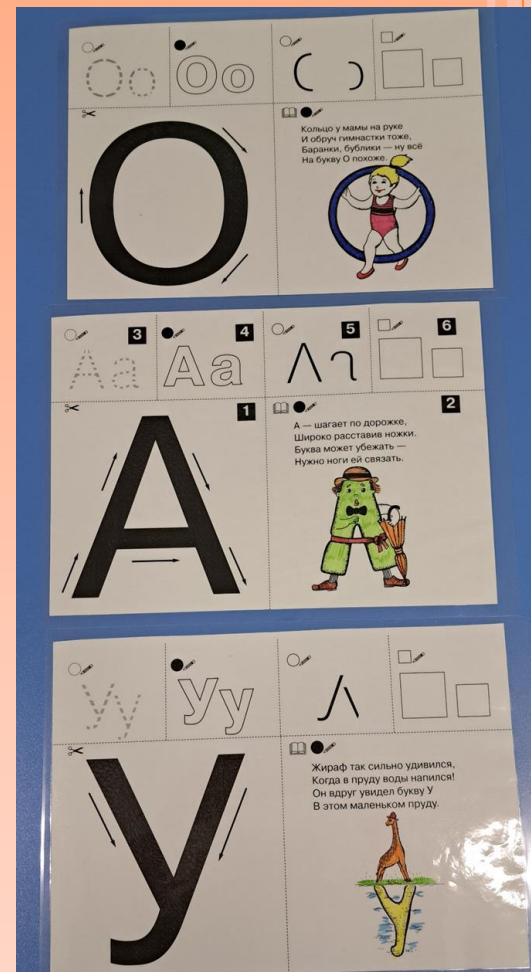 Оо
Оо
Кольцо у мамы на руке
И обруч гимнастки тоже,
Баранки, бублики — ну всё
На букву О похоже.
О
3
4
5
6
Аа
Аа
1
2
А — шагает по дорожке,
Широко расставив ножки.
Буква может убежать —
Нужно ноги ей связать.
А
Уу
Уу
Жираф так сильно удивился,
Когда в пруду воды напился!
Он вдруг увидел букву У
В этом маленьком пруду.
У